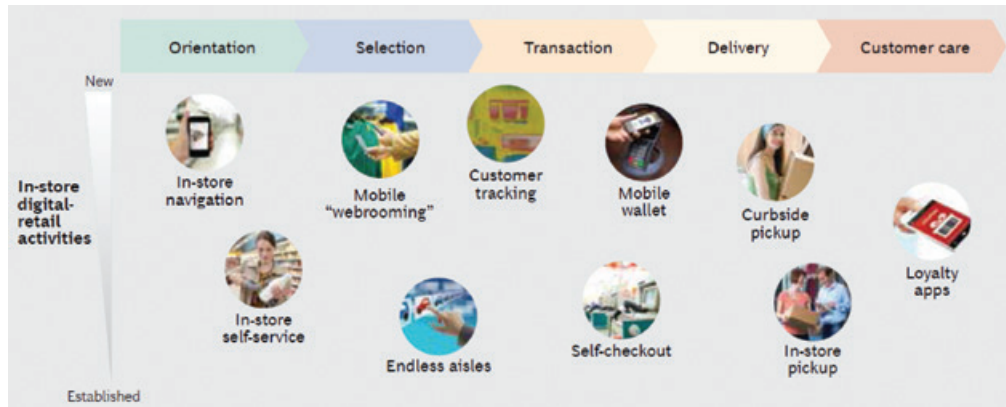 Orientation
Selection
Transaction
Delivery
Customer care
New
In-store
digital-
retail
activities
Established
In-store
navigation
Mobile
“webrooming”
Customer
tracking
Mobile
wallet
Curbside
pickup
Loyalty
apps
In-store
self-service
Endless aisles
Self-checkout
In-store
pickup